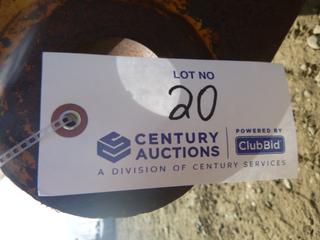 LOT NO
20
CENTURY
AUCTIONS
POWERED BY
ClubBid
A DIVISION OF CENTURY SERVICES